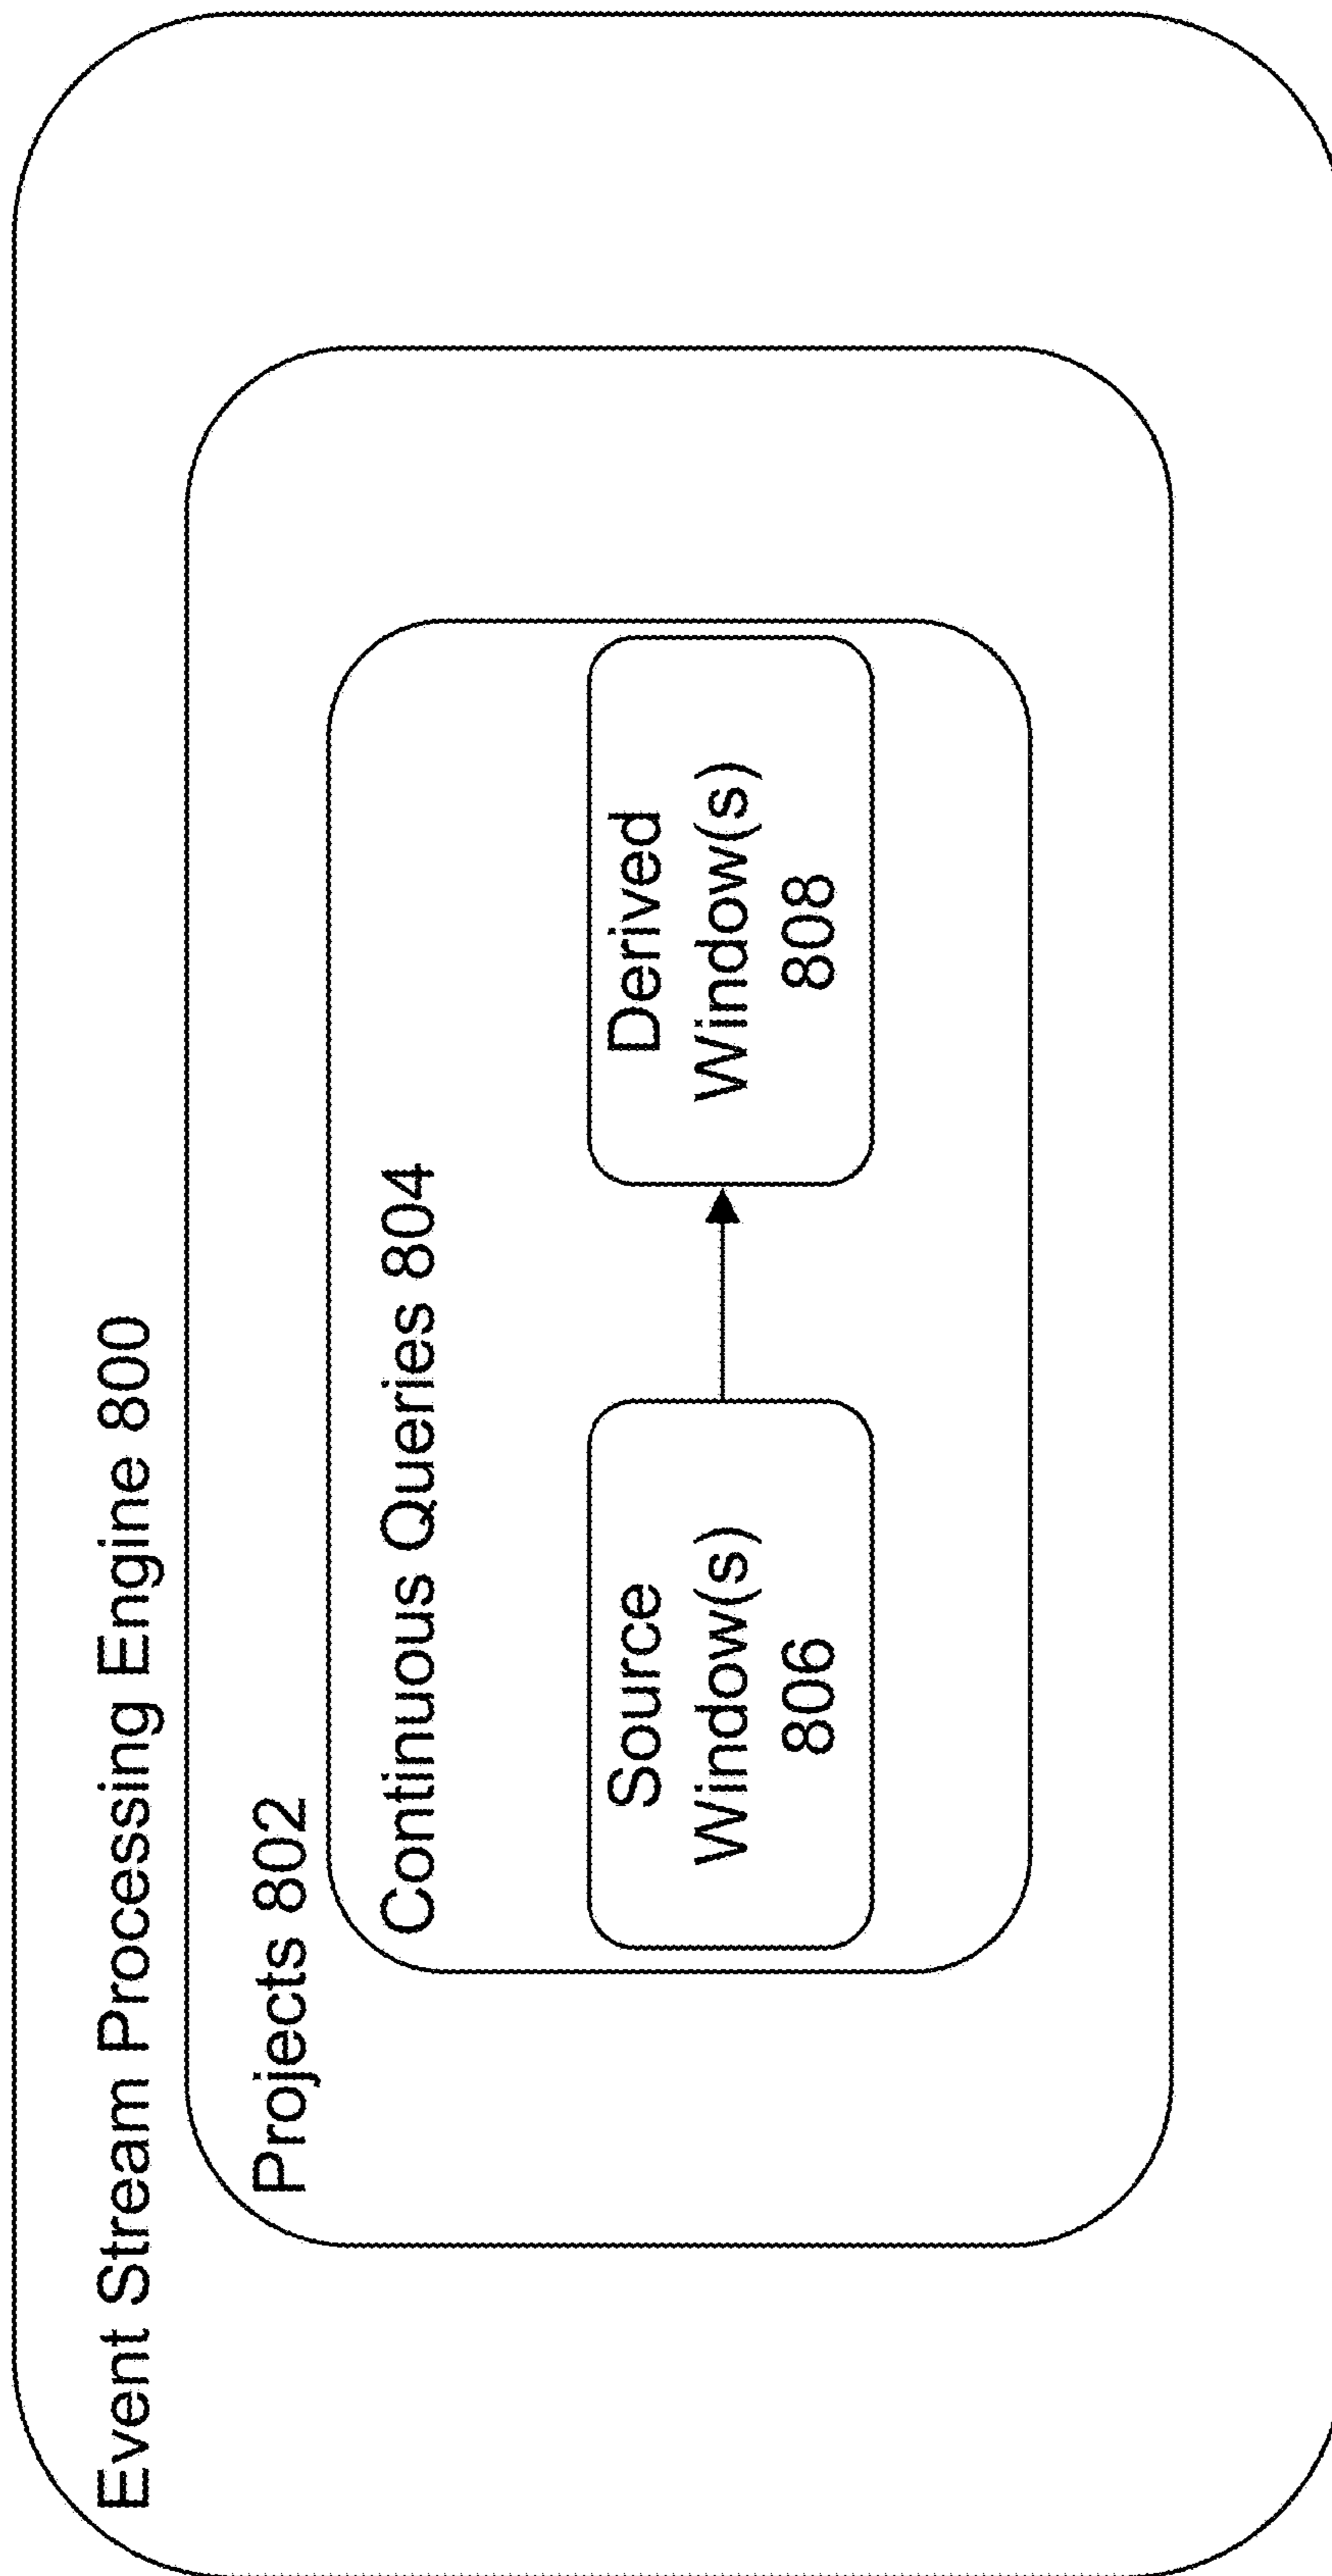 Event Stream Processing Engine 800
Projects 802
Continuous Queries 804
Source
Window(s)
806
Derived
Window(s)
808